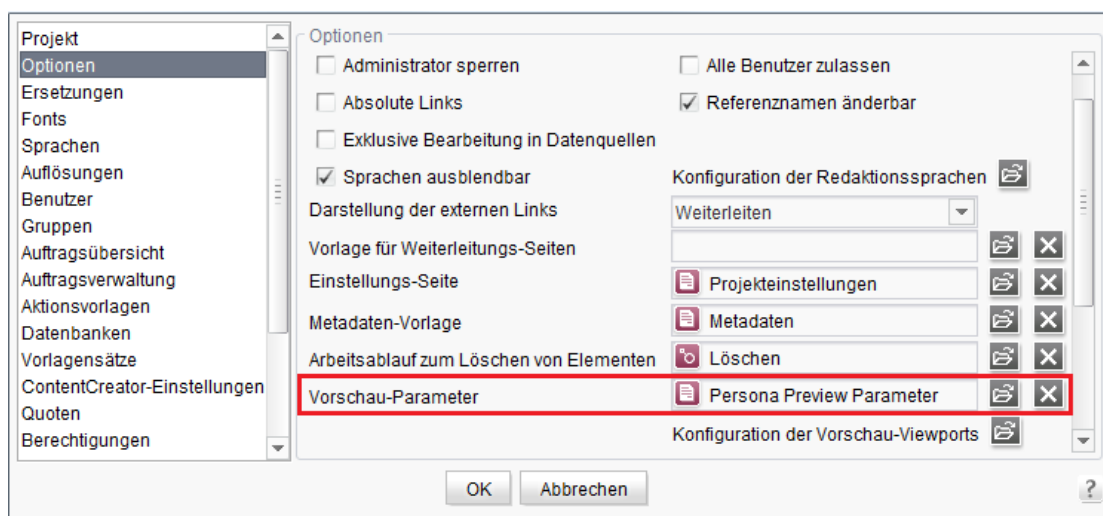 Projekt
Optionen
Ersetzungen
Fonts
Sprachen
Auflösungen
Benutzer
Gruppen
Auftragsübersicht
Auftragsverwaltung
Aktionsvorlagen
Datenbanken
Vorlagensätze
ContentCreator-Einstellungen
Quoten
Berechtigungen
Optionen
Administrator sperren
Alle Benutzer zulassen
Absolute Links
Referenznamen änderbar
Exklusive Bearbeitung in Datenquellen
Sprachen ausblendbar
Konfiguration der Redaktionssprachen
Darstellung der externen Links
Weiterleiten
Vorlage für Weiterleitungs-Seiten
Einstellungs-Seite
Projekteinstellungen
Metadaten-Vorlage
Metadaten
Arbeitsablauf zum Löschen von Elementen
Löschen
Vorschau-Parameter
Persona Preview Parameter
Konfiguration der Vorschau-Viewports
OK
Abbrechen
?